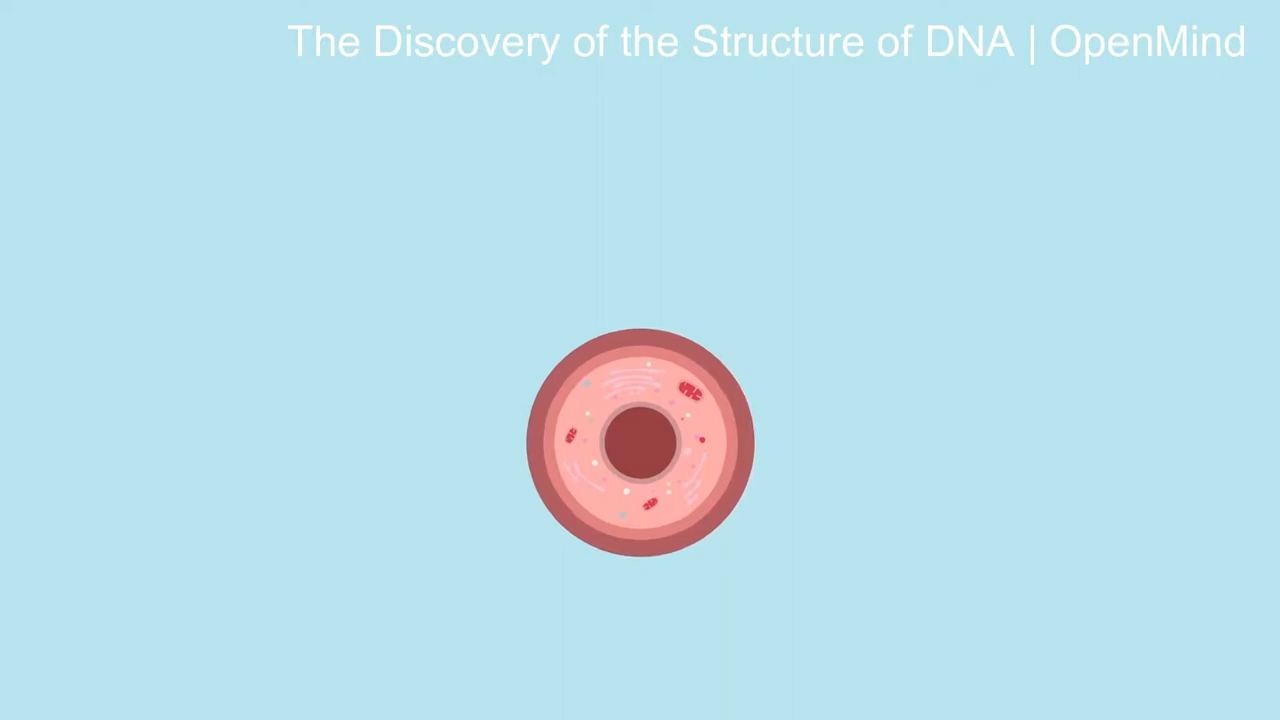 The Discovery of the Structure of DNA | OpenMind